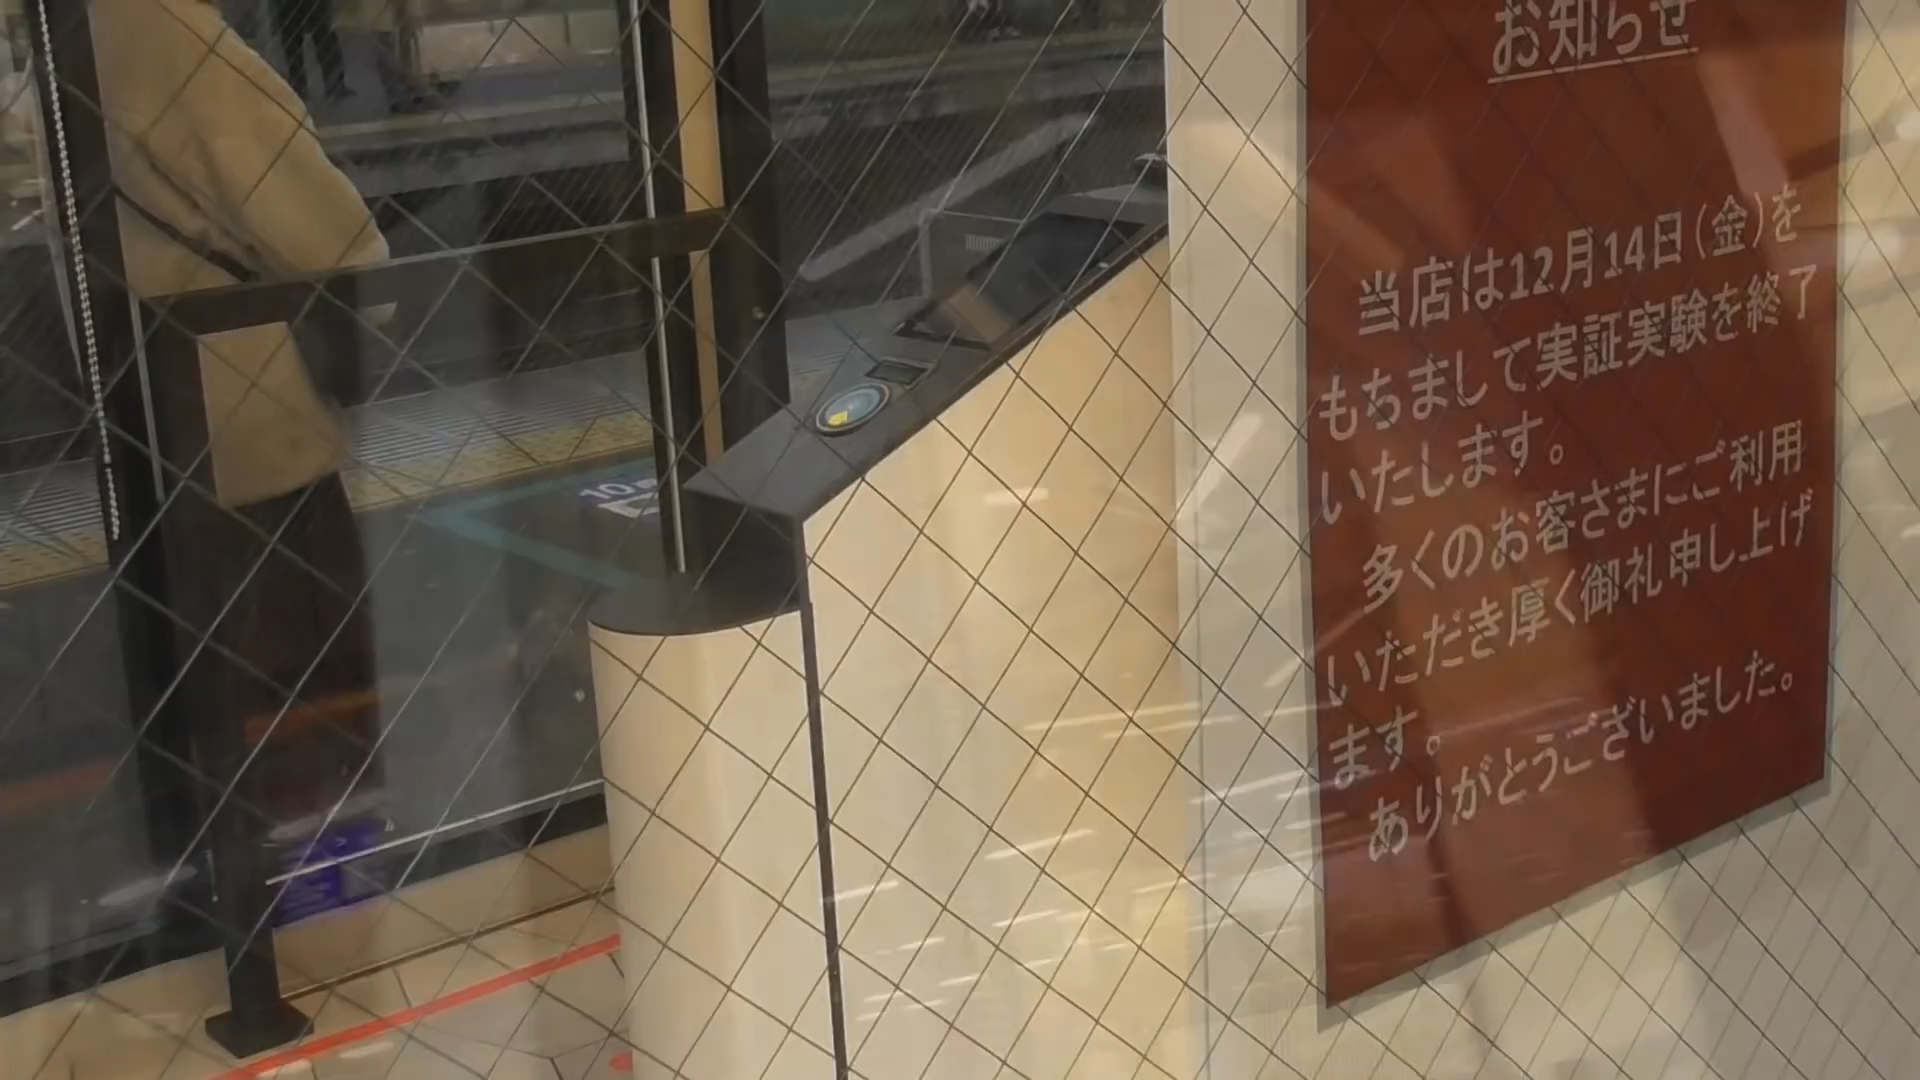 お知らせ
当店は12月14日(金)を
もちまして実証実験を終了
いたします。
多くのお客さまにご利用
いただき厚く御礼申し上げ
ます。
ありがとうございました。
10